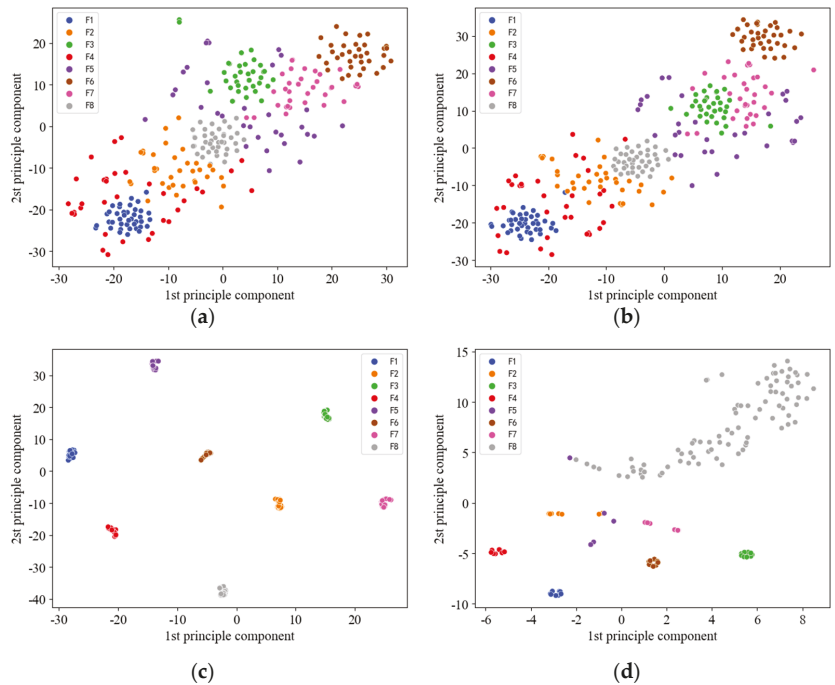 F1
F2
F3
F4
F5
F6
F7
F8
20
10
0
-10
-20
-30
2st principle component
-30 -20 -10 0 10 20 30
1st principle component
(a)
F1
F2
F3
F4
F5
F6
F7
F8
30
20
10
0
-10
-20
-30
2st principle component
-30 -20 -10 0 10 20
1st principle component
(b)
F1
F2
F3
F4
F5
F6
F7
F8
30
20
10
0
-10
-20
-30
-40
2st principle component
-30 -20 -10 0 10 20
1st principle component
(c)
F1
F2
F3
F4
F5
F6
F7
F8
15
10
5
0
-5
-10
2st principle component
-6 -4 -2 0 2 4 6 8
1st principle component
(d)